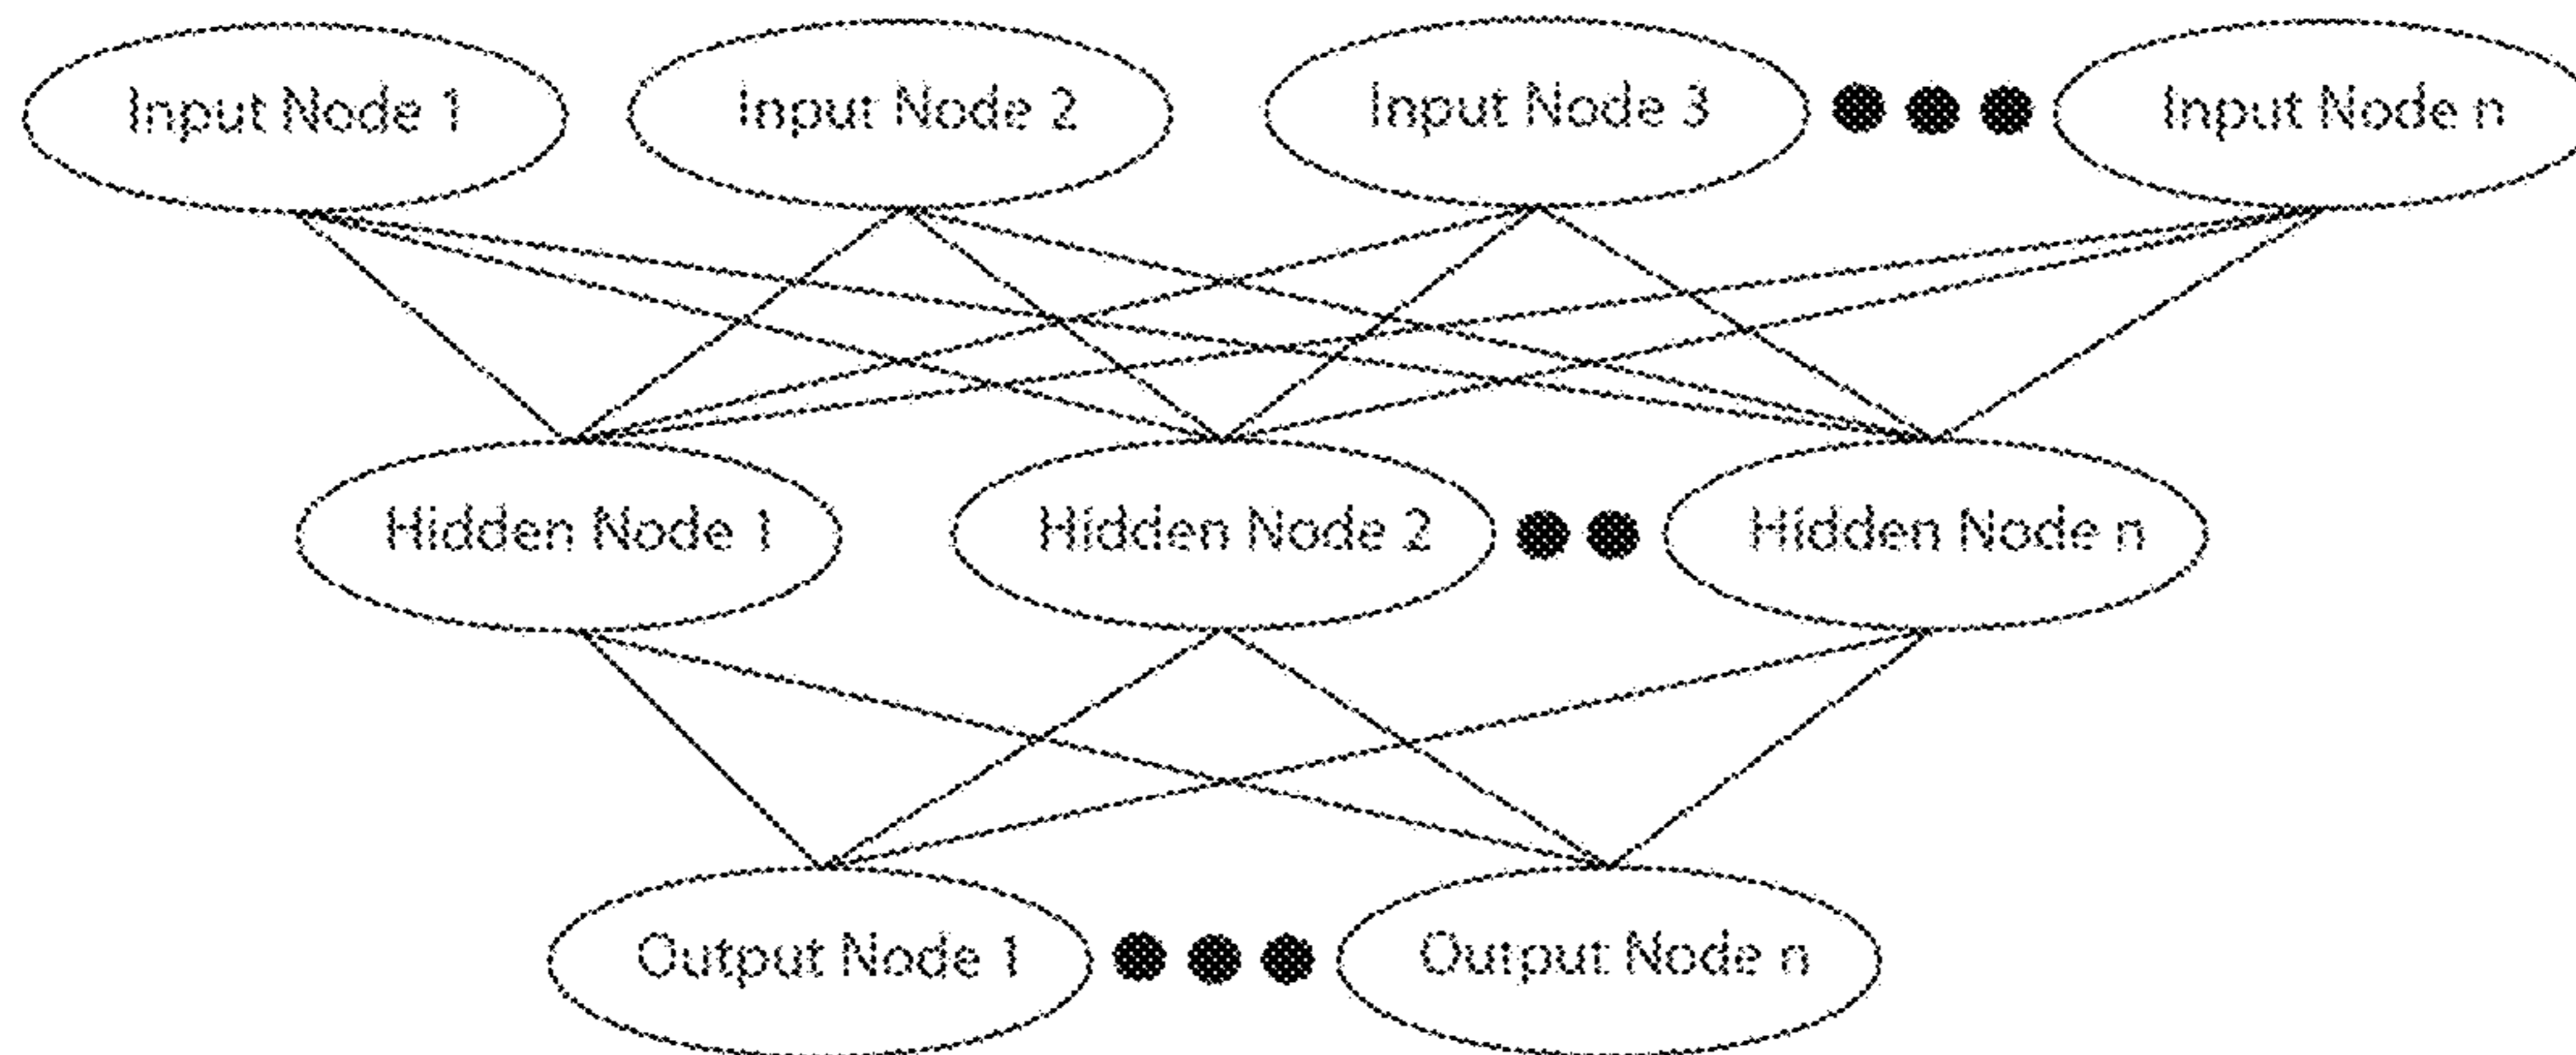 Input Node 1 Input Node 2 Input Node 3 Input Node n
Hidden Node 1 Hidden Node 2 Hidden Node n
Output Node 1 Output Node n